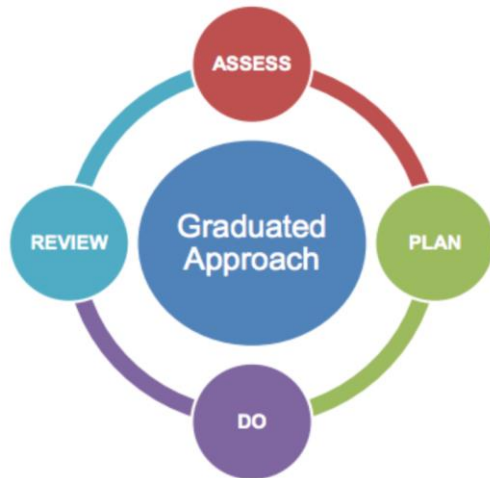 ASSESS
Graduated
Approach
REVIEW
PLAN
DO